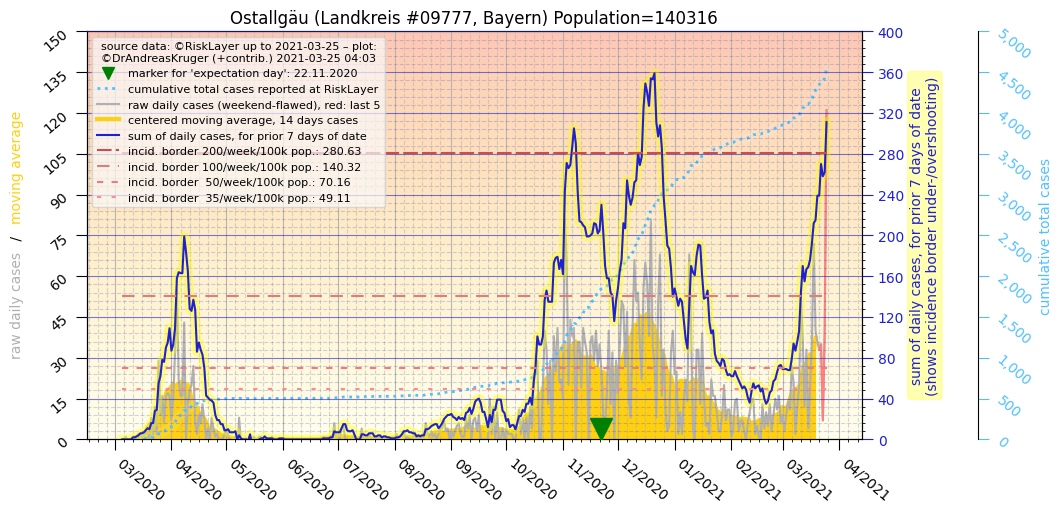 Ostallgäu (Landkreis #09777, Bayern) Population=140316
source data: ©RiskLayer up to 2021-03-25 – plot:
©DrAndreasKruger (+contrib.) 2021-03-25 04:03
marker for 'expectation day': 22.11.2020
cumulative total cases reported at RiskLayer
raw daily cases (weekend-flawed), red: last 5
centered moving average, 14 days cases
sum of daily cases, for prior 7 days of date
incid. border 200/week/100k pop.: 280.63
incid. border 100/week/100k pop.: 140.32
incid. border  50/week/100k pop.: 70.16
incid. border  35/week/100k pop.: 49.11
raw daily cases  /  moving average
150
135
120
105
90
75
60
45
30
15
0
400
360
320
280
240
200
160
120
80
40
0
sum of daily cases, for prior 7 days of date
(shows incidence border under-/overshooting)
5,000
4,500
4,000
3,500
3,000
2,500
2,000
1,500
1,000
500
0
cumulative total cases
03/2020
04/2020
05/2020
06/2020
07/2020
08/2020
09/2020
10/2020
11/2020
12/2020
01/2021
02/2021
03/2021
04/2021